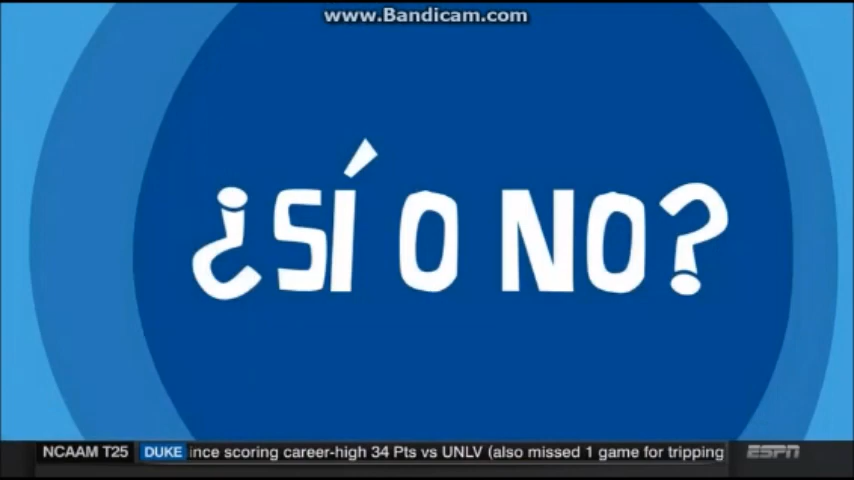 www.Bandicam.com
¿SÍ O NO?
NCAAM T25 DUKE ince scoring career-high 34 Pts vs UNLV (also missed 1 game for tripping ESPN